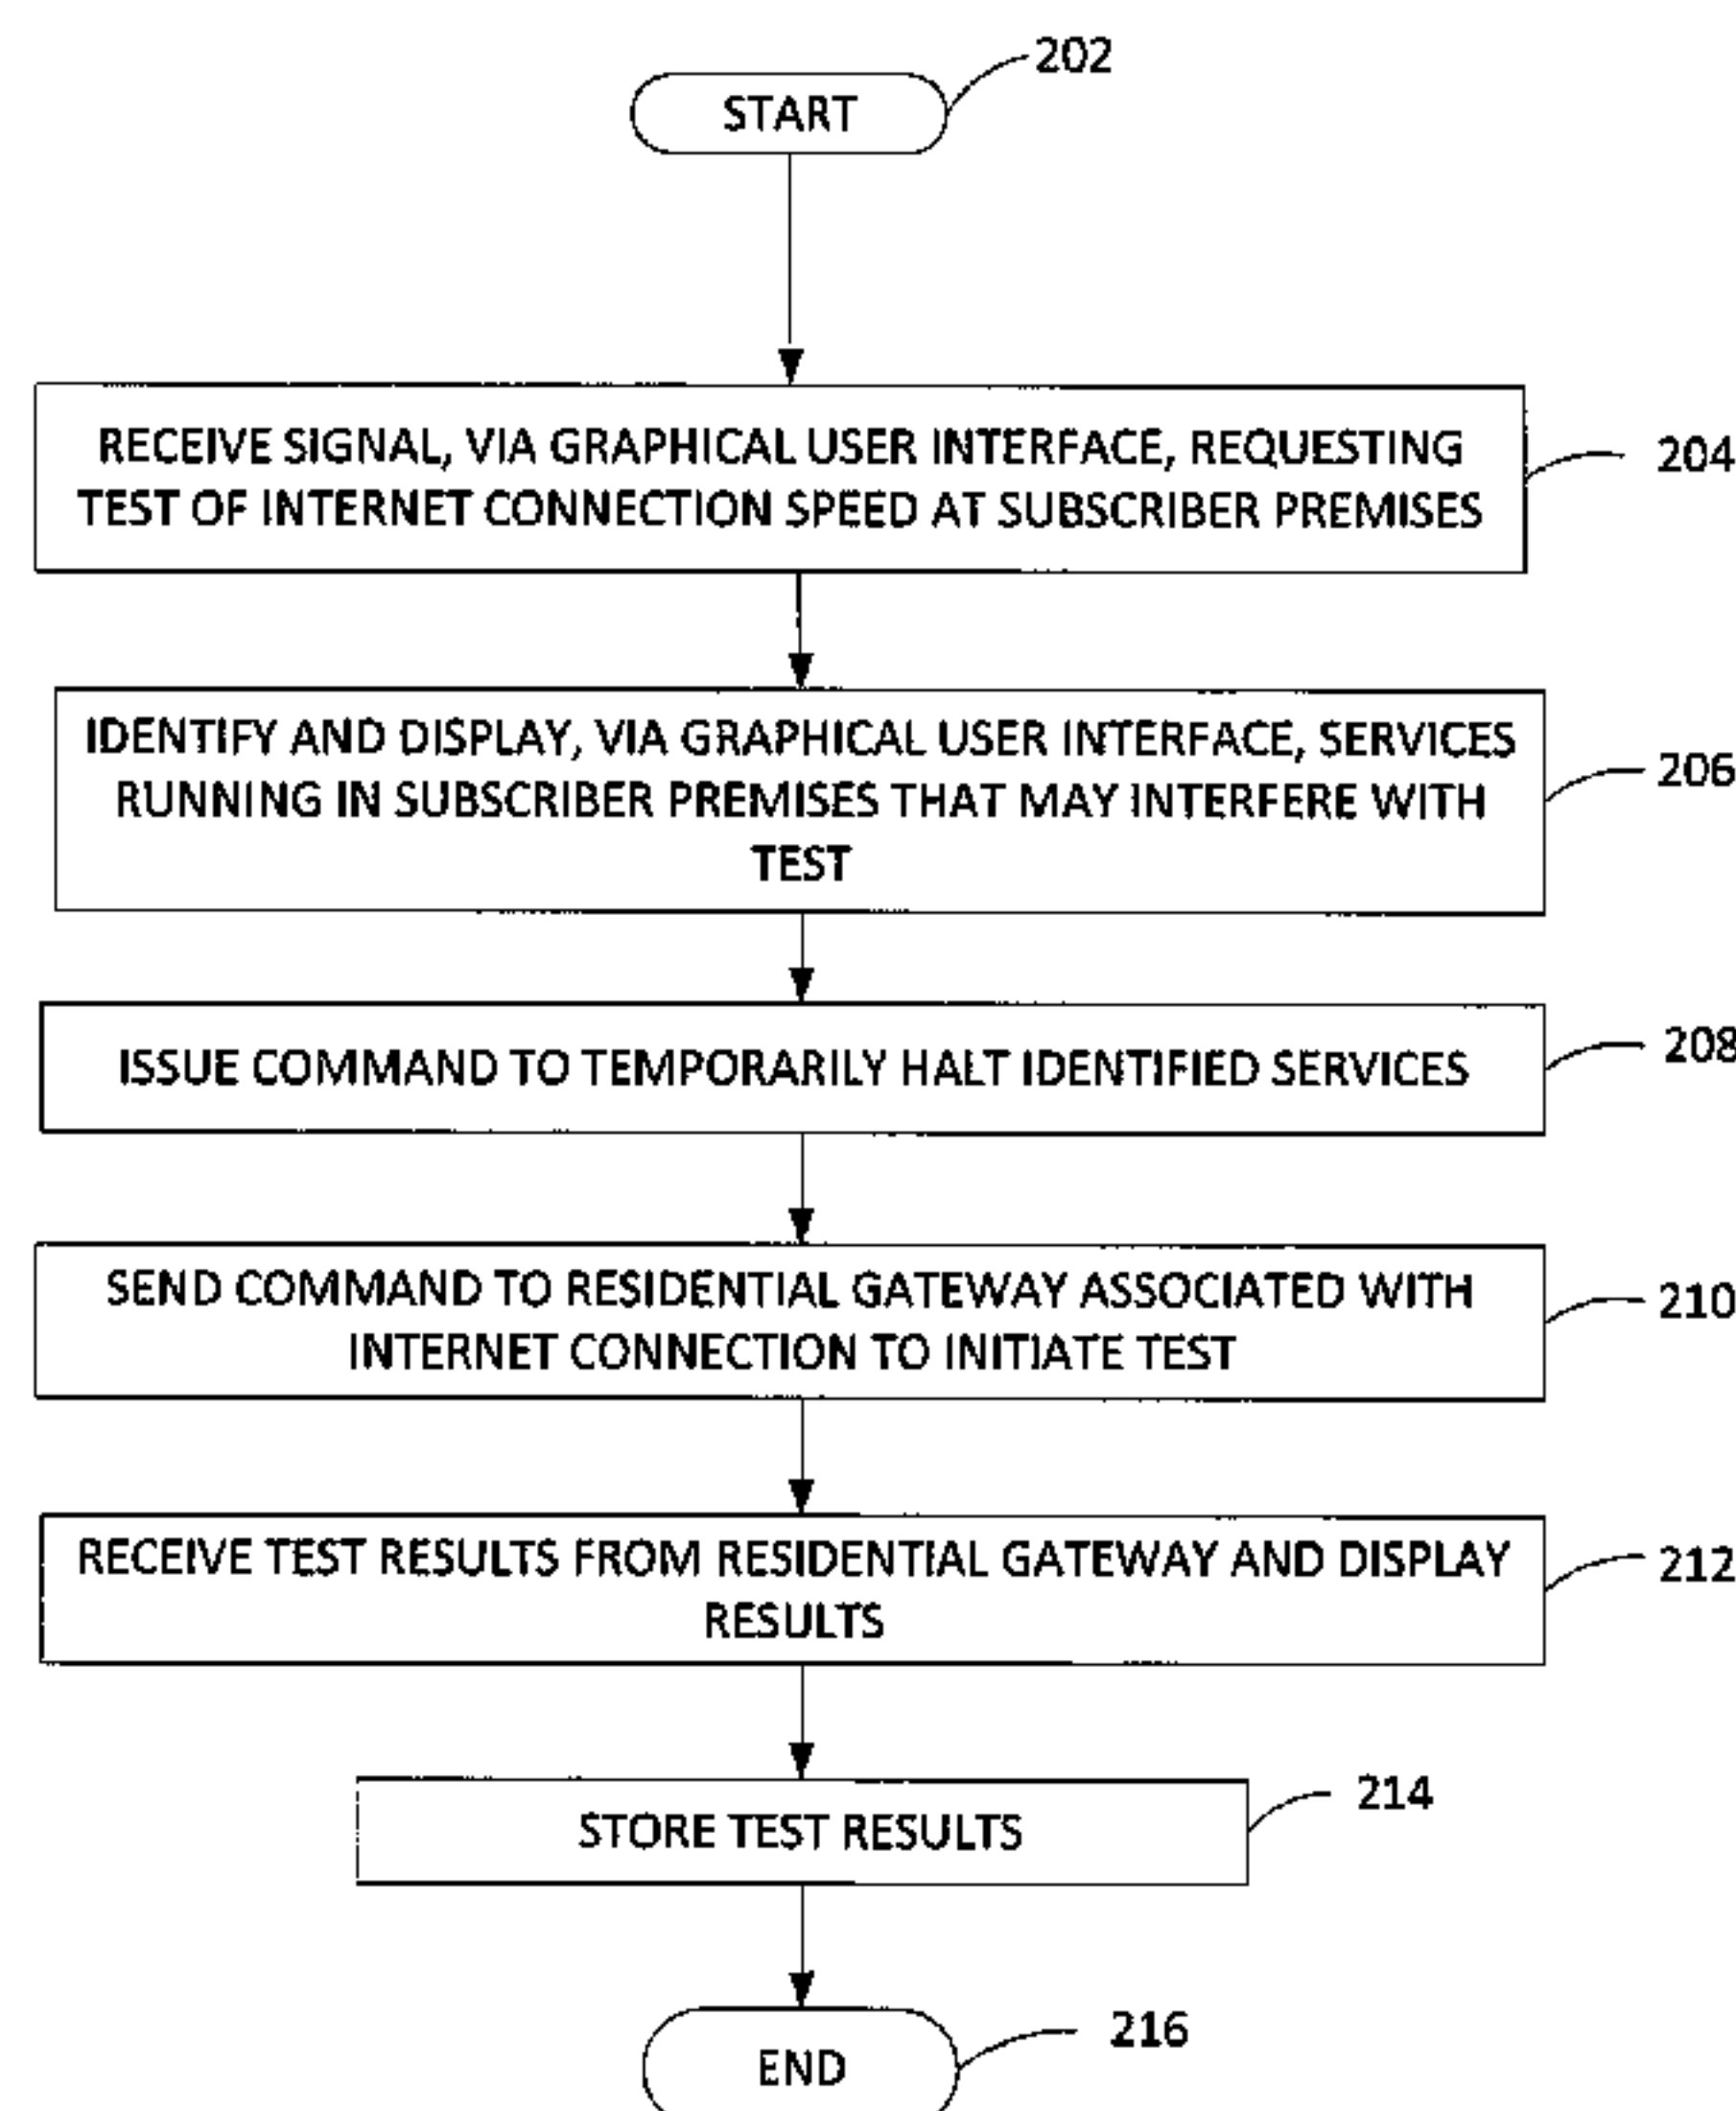 202
START
RECEIVE SIGNAL, VIA GRAPHICAL USER INTERFACE, REQUESTING
TEST OF INTERNET CONNECTION SPEED AT SUBSCRIBER PREMISES
204
IDENTIFY AND DISPLAY, VIA GRAPHICAL USER INTERFACE, SERVICES
RUNNING IN SUBSCRIBER PREMISES THAT MAY INTERFERE WITH
TEST
206
ISSUE COMMAND TO TEMPORARILY HALT IDENTIFIED SERVICES
208
SEND COMMAND TO RESIDENTIAL GATEWAY ASSOCIATED WITH
INTERNET CONNECTION TO INITIATE TEST
210
RECEIVE TEST RESULTS FROM RESIDENTIAL GATEWAY AND DISPLAY
RESULTS
212
STORE TEST RESULTS
214
END
216